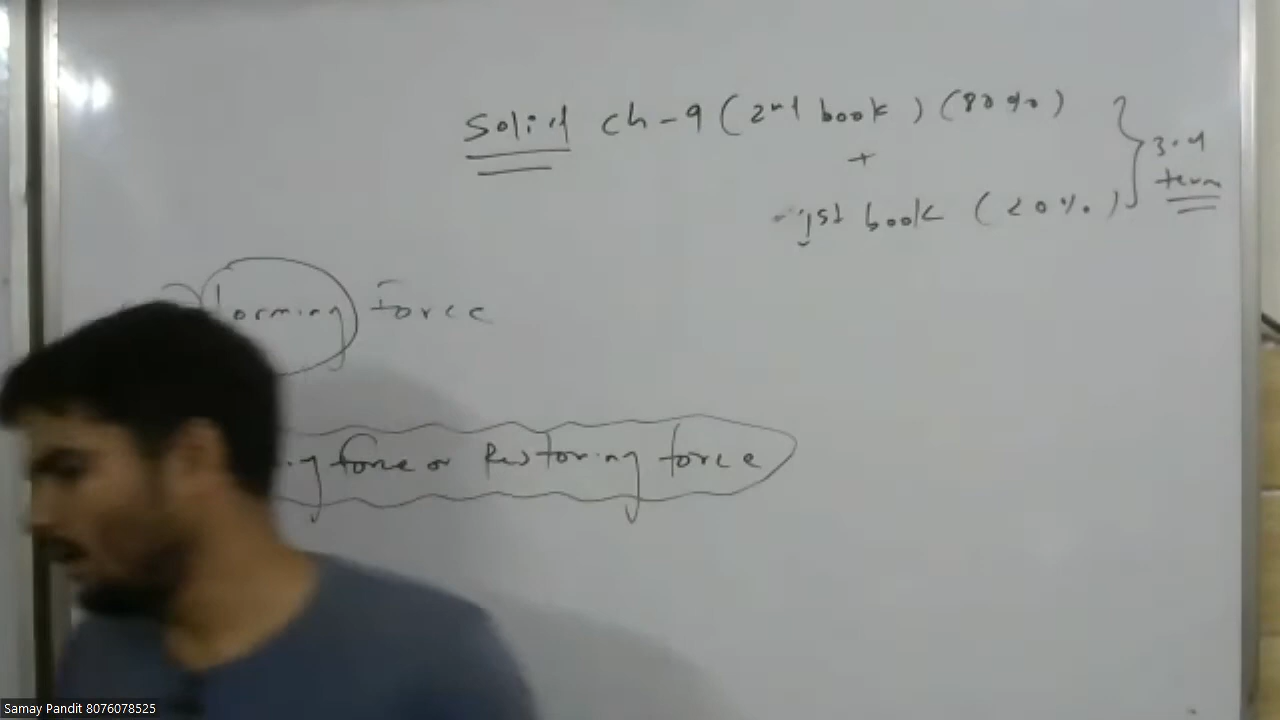 Solid ch-9 (2nd book) (80%)
+
1st book (20%)
3rd
term
forming Force
ng force or Restoring force
Samay Pandit 8076078525